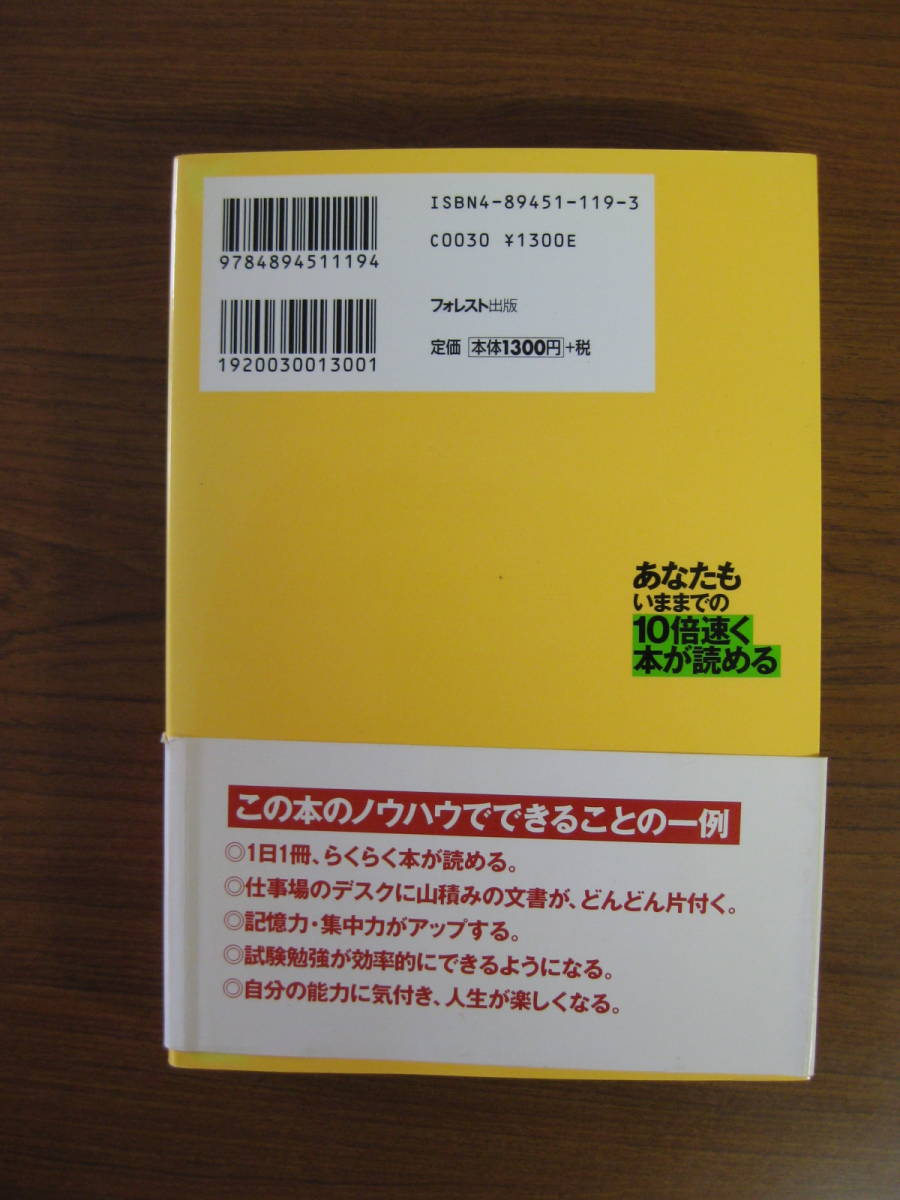 ISBN4-89451-119-3
C0030 ¥1300E
9784894511194
フォレスト出版
定価 本体1300円+税
1920030013001
あなたも
いままでの
10倍速く
本が読める
この本のノウハウでできることの一例
◎1日1冊、らくらく本が読める。
◎仕事場のデスクに山積みの文書が、どんどん片付く。
◎記憶力・集中力がアップする。
◎試験勉強が効率的にできるようになる。
◎自分の能力に気付き、人生が楽しくなる。